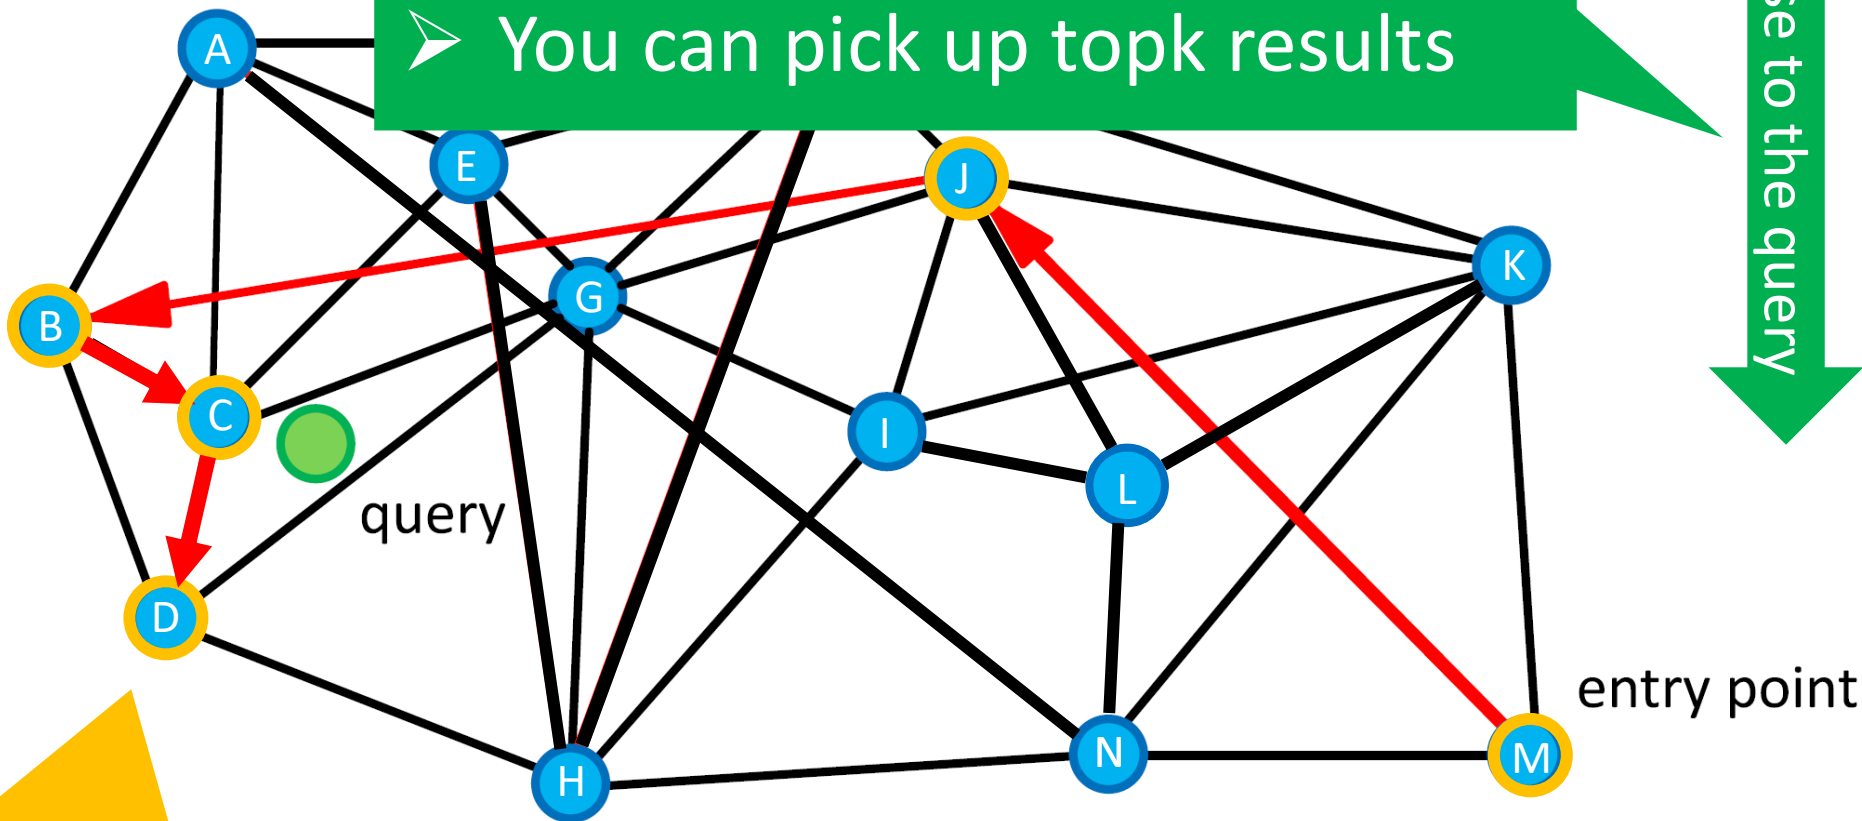 ➢ You can pick up topk results
to the query
A
E
J
K
G
B
C
I
L
query
D
entry point
N
M
H